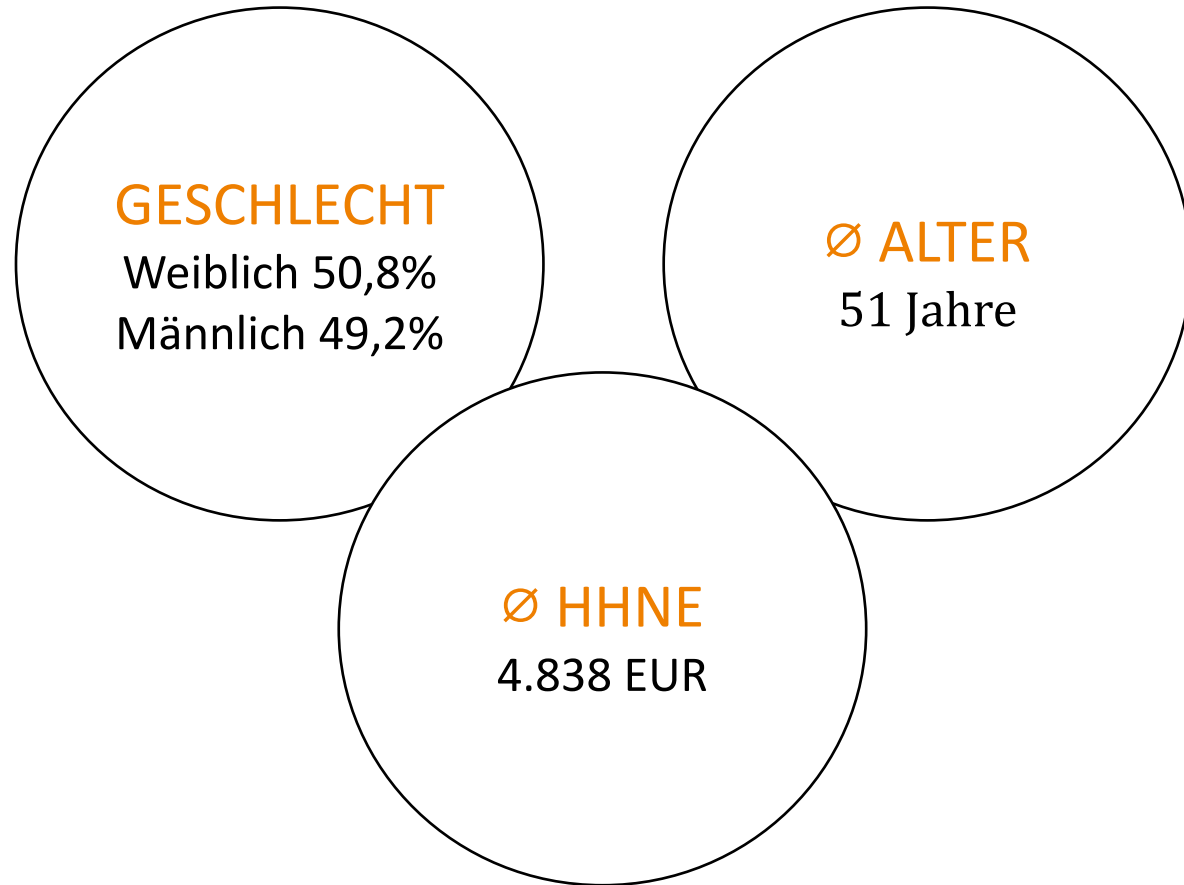 GESCHLECHT
Weiblich 50,8%
Männlich 49,2%
Ø ALTER
51 Jahre
Ø HHNE
4.838 EUR